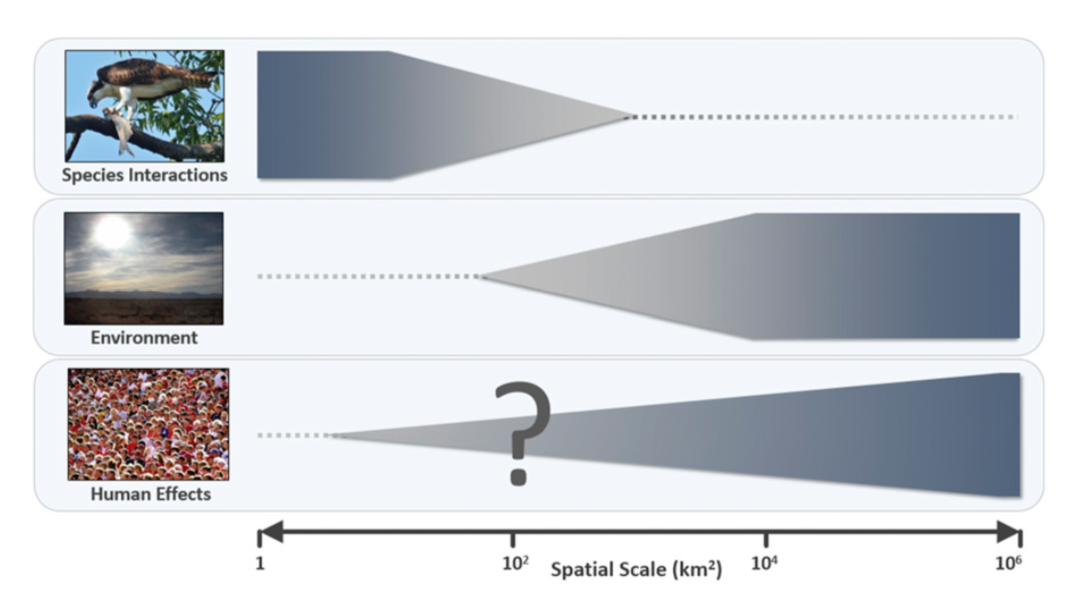 Species Interactions
Environment
?
Human Effects
1 10² 10⁴ 10⁶
Spatial Scale (km²)